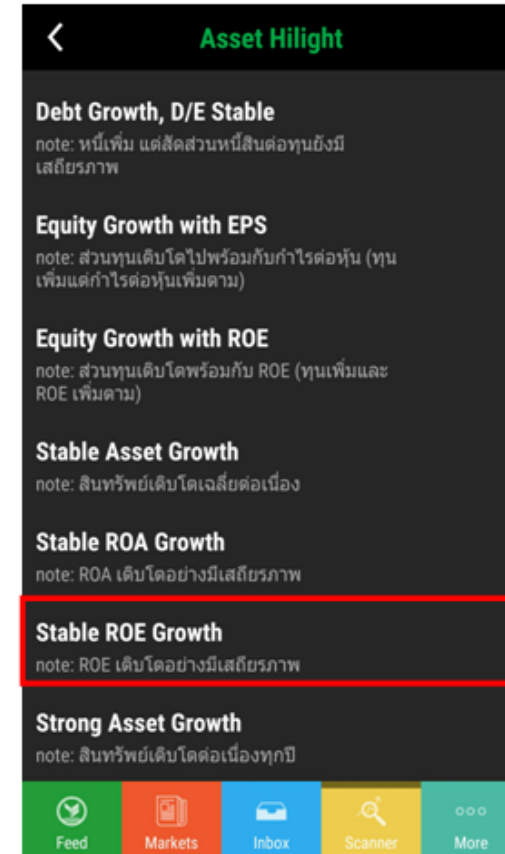 Asset Hilight
Debt Growth, D/E Stable
note: หนี้เพิ่ม แต่สัดส่วนหนี้สินต่อทุนยังมี
เสถียรภาพ
Equity Growth with EPS
note: ส่วนทุนเติบโตไปพร้อมกับกำไรต่อหุ้น (ทุน
เพิ่มแต่กำไรต่อหุ้นเพิ่มตาม)
Equity Growth with ROE
note: ส่วนทุนเติบโตพร้อมกับ ROE (ทุนเพิ่มและ
ROE เพิ่มตาม)
Stable Asset Growth
note: สินทรัพย์เติบโตเฉลี่ยต่อเนื่อง
Stable ROA Growth
note: ROA เติบโตอย่างมีเสถียรภาพ
Stable ROE Growth
note: ROE เติบโตอย่างมีเสถียรภาพ
Strong Asset Growth
note: สินทรัพย์เติบโตต่อเนื่องทุกปี
Feed Markets Inbox Scanner More